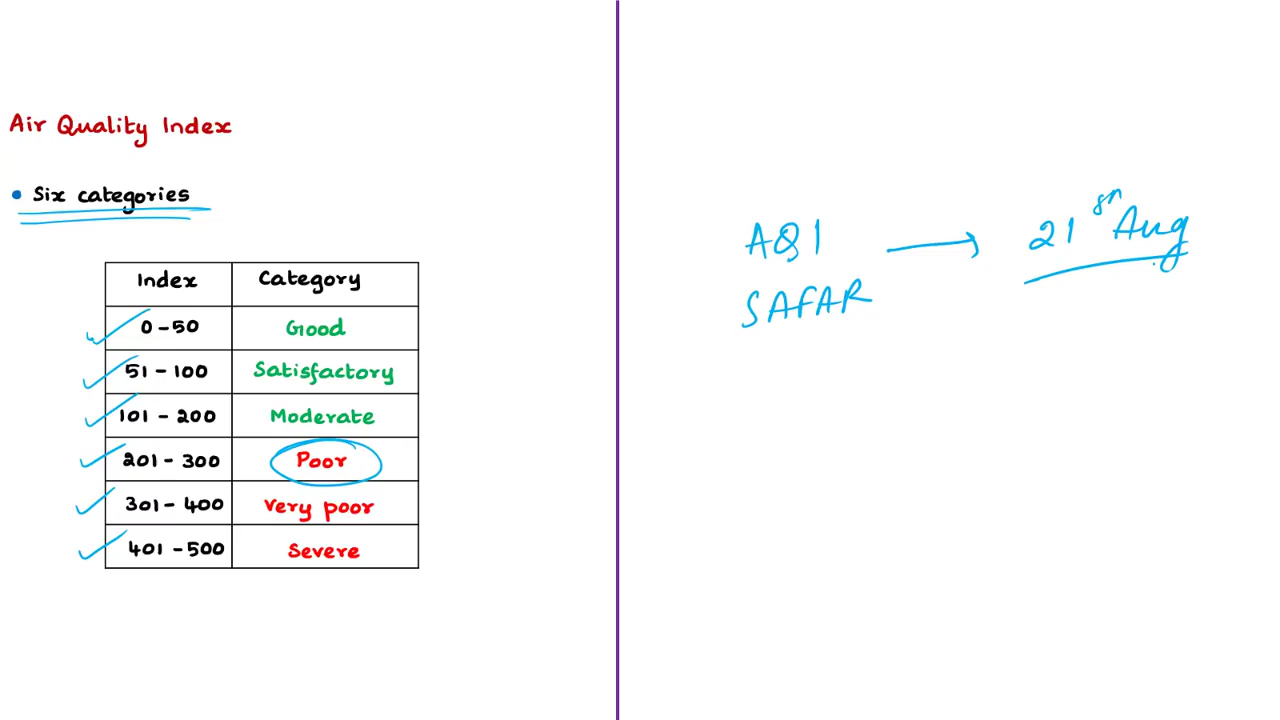 Air Quality Index
• Six categories
Index Category
0-50 Good
51-100 Satisfactory
101-200 Moderate
201-300 Poor
301-400 Very poor
401-500 Severe
AQI → 21 Aug
SAFAR